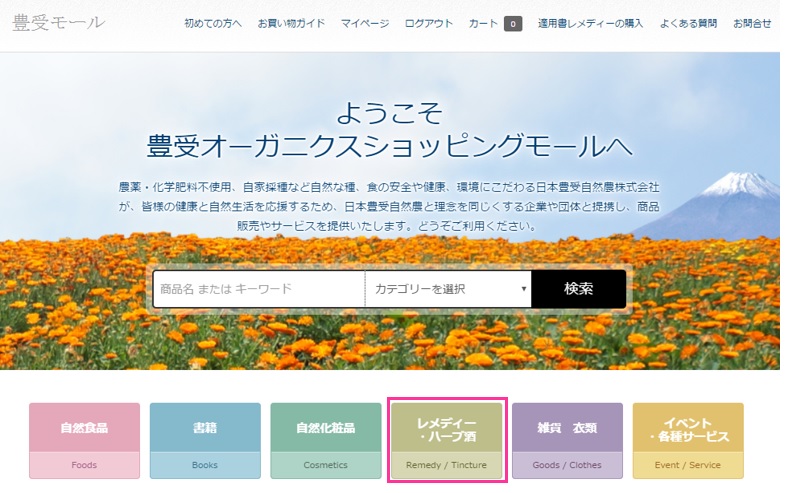 豊受モール
初めての方へ お買い物ガイド マイページ ログアウト カート 0 適用書レメディーの購入 よくある質問 お問合せ
ようこそ
豊受オーガニクスショッピングモールへ
農薬・化学肥料不使用、自家採種など自然な種、食の安全や健康、環境にこだわる日本豊受自然農株式会社
が、皆様の健康と自然生活を応援するため、日本豊受自然農と理念を同じくする企業や団体と提携し、商品
販売やサービスを提供いたします。どうぞご利用ください。
商品名 または キーワード カテゴリーを選択 ▼ 検索
自然食品
Foods
書籍
Books
自然化粧品
Cosmetics
レメディー
・ハーブ酒
Remedy / Tincture
雑貨 衣類
Goods / Clothes
イベント
・各種サービス
Event / Service